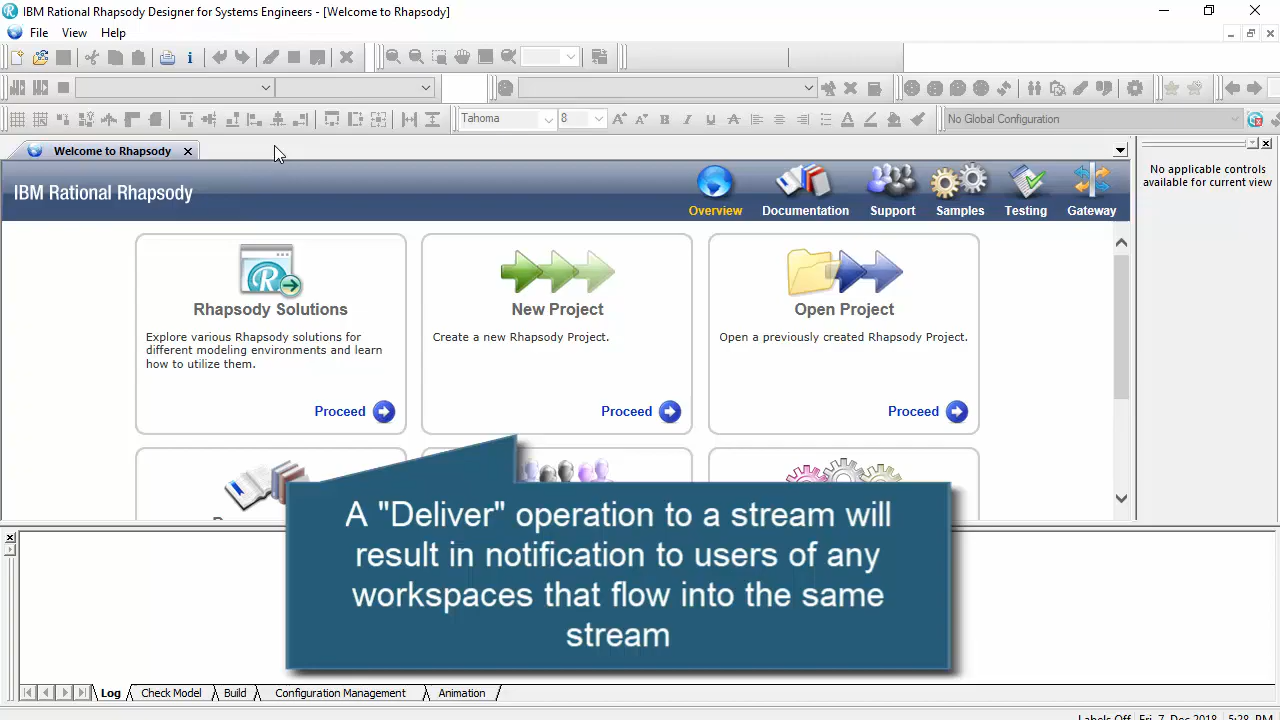 IBM Rational Rhapsody Designer for Systems Engineers - [Welcome to Rhapsody]
File View Help
Tahoma 8 No Global Configuration
Welcome to Rhapsody
No applicable controls
available for current view
IBM Rational Rhapsody
Overview Documentation Support Samples Testing Gateway
Rhapsody Solutions
Explore various Rhapsody solutions for
different modeling environments and learn
how to utilize them.
Proceed
New Project
Create a new Rhapsody Project.
Proceed
Open Project
Open a previously created Rhapsody Project.
Proceed
A "Deliver" operation to a stream will
result in notification to users of any
workspaces that flow into the same
stream
Log Check Model Build Configuration Management Animation
Labels Off Fri, 7, Dec 2018 5:28 PM